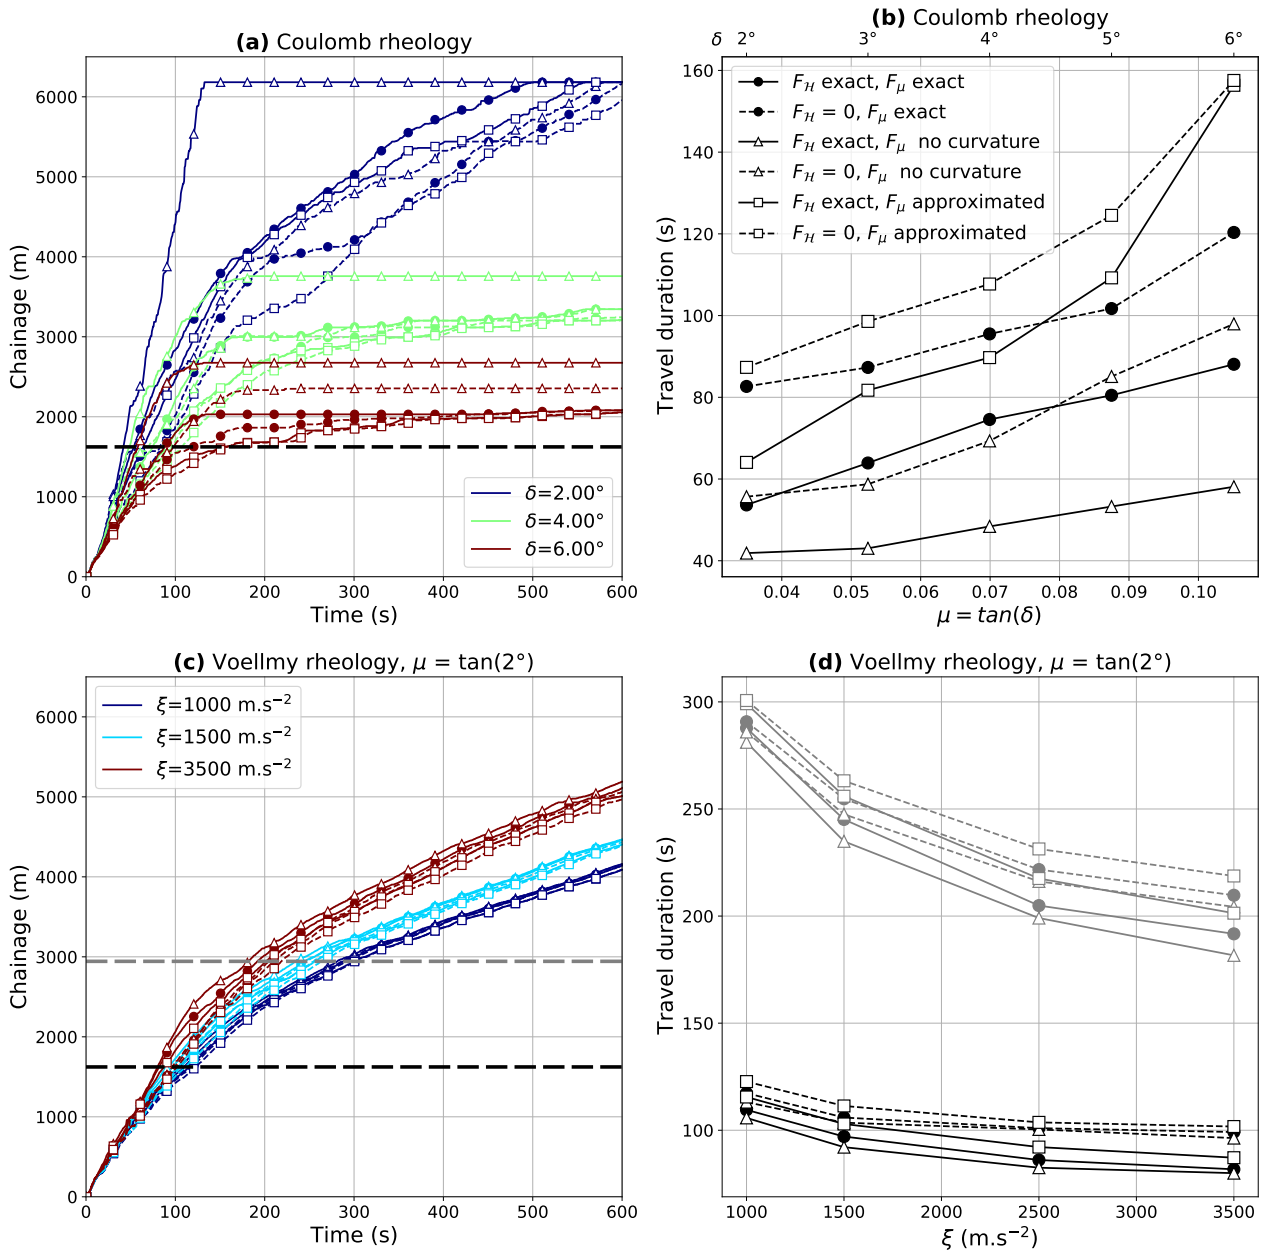 (a) Coulomb rheology
Chainage (m)
6000
5000
4000
3000
2000
1000
0
0 100 200 300 400 500 600
Time (s)
δ=2.00°
δ=4.00°
δ=6.00°
(b) Coulomb rheology
δ 2° 3° 4° 5° 6°
Travel duration (s)
160
140
120
100
80
60
40
F_ℋ exact, F_μ exact
F_ℋ = 0, F_μ exact
F_ℋ exact, F_μ no curvature
F_ℋ = 0, F_μ no curvature
F_ℋ exact, F_μ approximated
F_ℋ = 0, F_μ approximated
0.04 0.05 0.06 0.07 0.08 0.09 0.10
μ = tan(δ)
(c) Voellmy rheology, μ = tan(2°)
Chainage (m)
ξ=1000 m.s⁻²
ξ=1500 m.s⁻²
ξ=3500 m.s⁻²
6000
5000
4000
3000
2000
1000
0
0 100 200 300 400 500 600
Time (s)
(d) Voellmy rheology, μ = tan(2°)
Travel duration (s)
300
250
200
150
100
1000 1500 2000 2500 3000 3500
ξ (m.s⁻²)